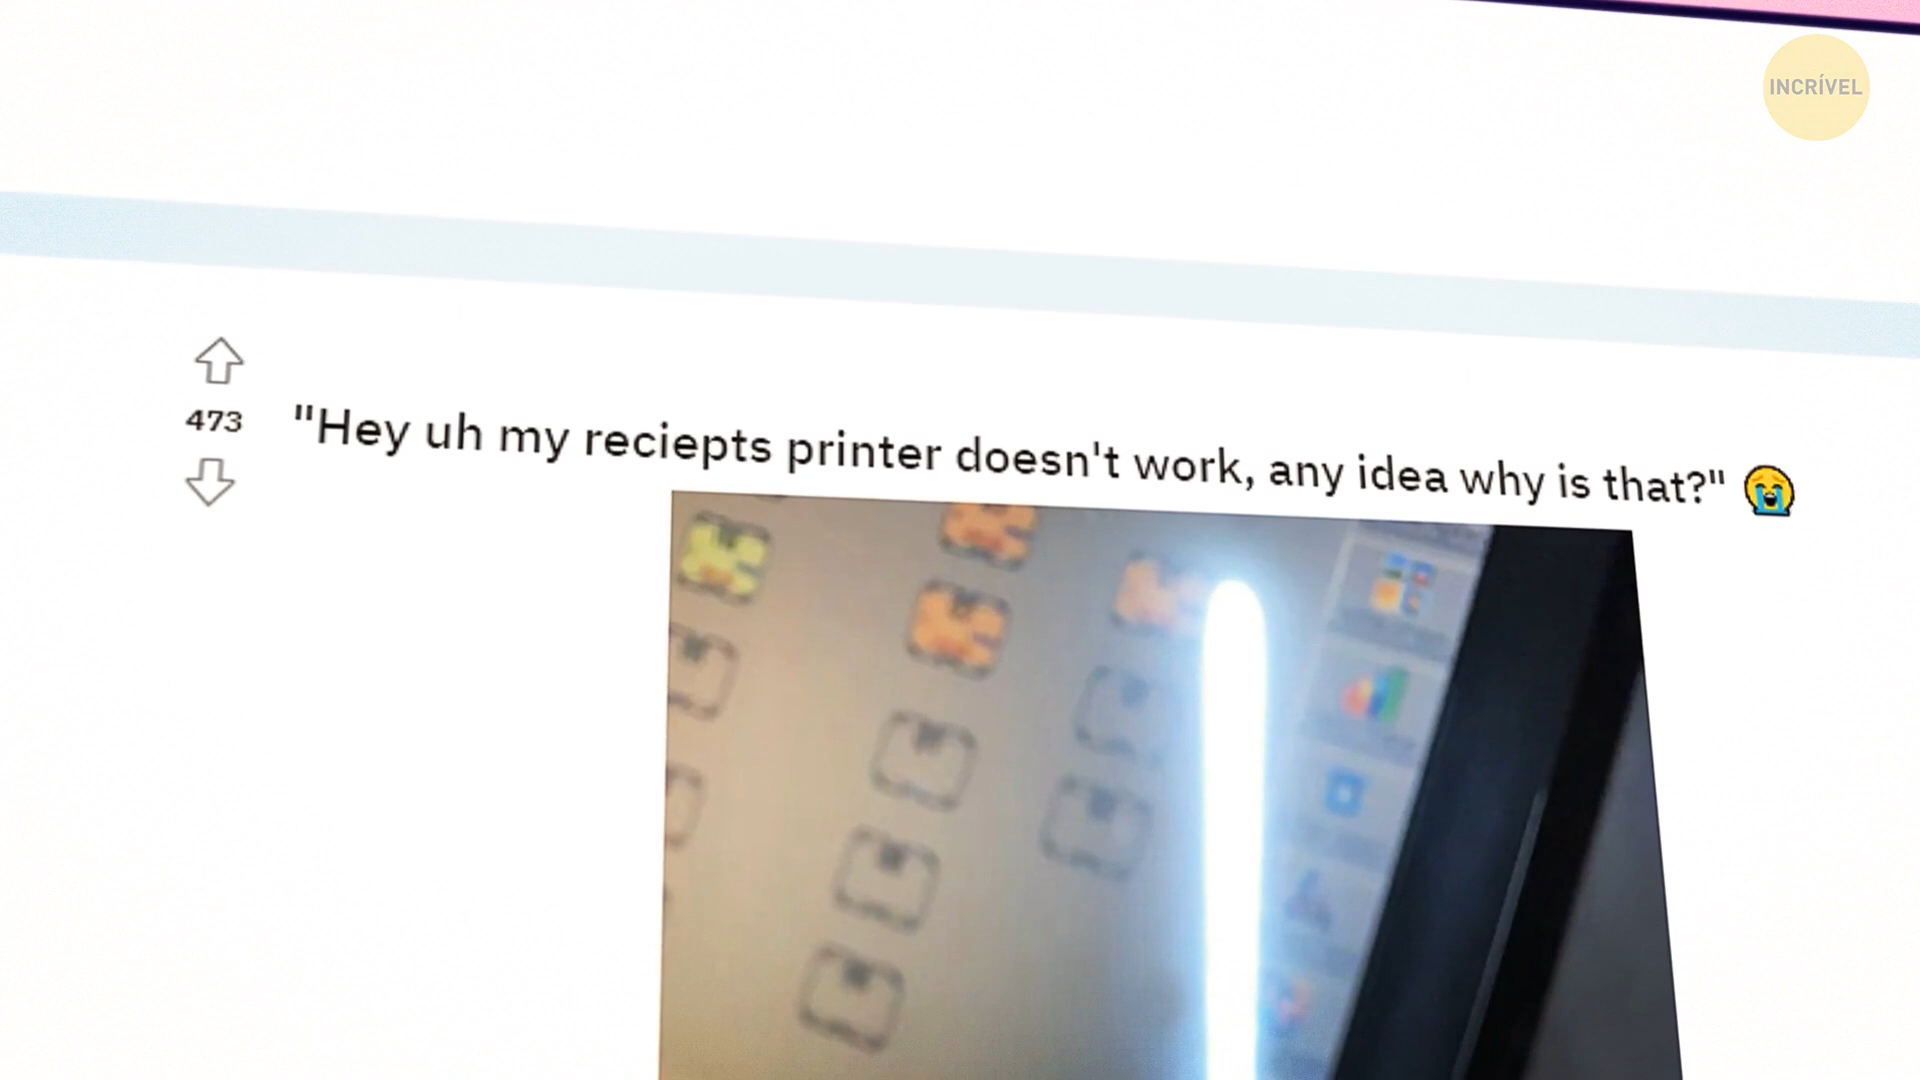 INCRÍVEL
473
"Hey uh my reciepts printer doesn't work, any idea why is that?" 😭